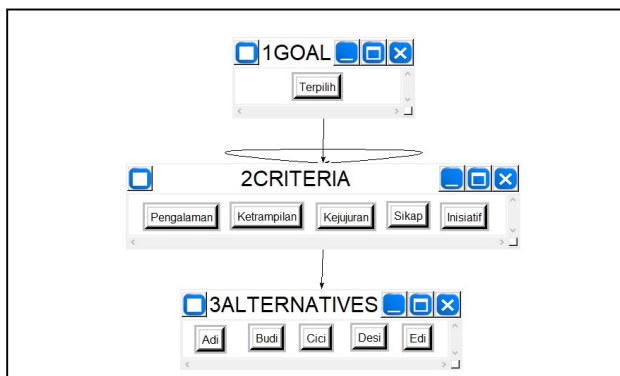 1GOAL
Terpilih
2CRITERIA
Pengalaman Ketrampilan Kejujuran Sikap Inisiatif
3ALTERNATIVES
Adi Budi Cici Desi Edi